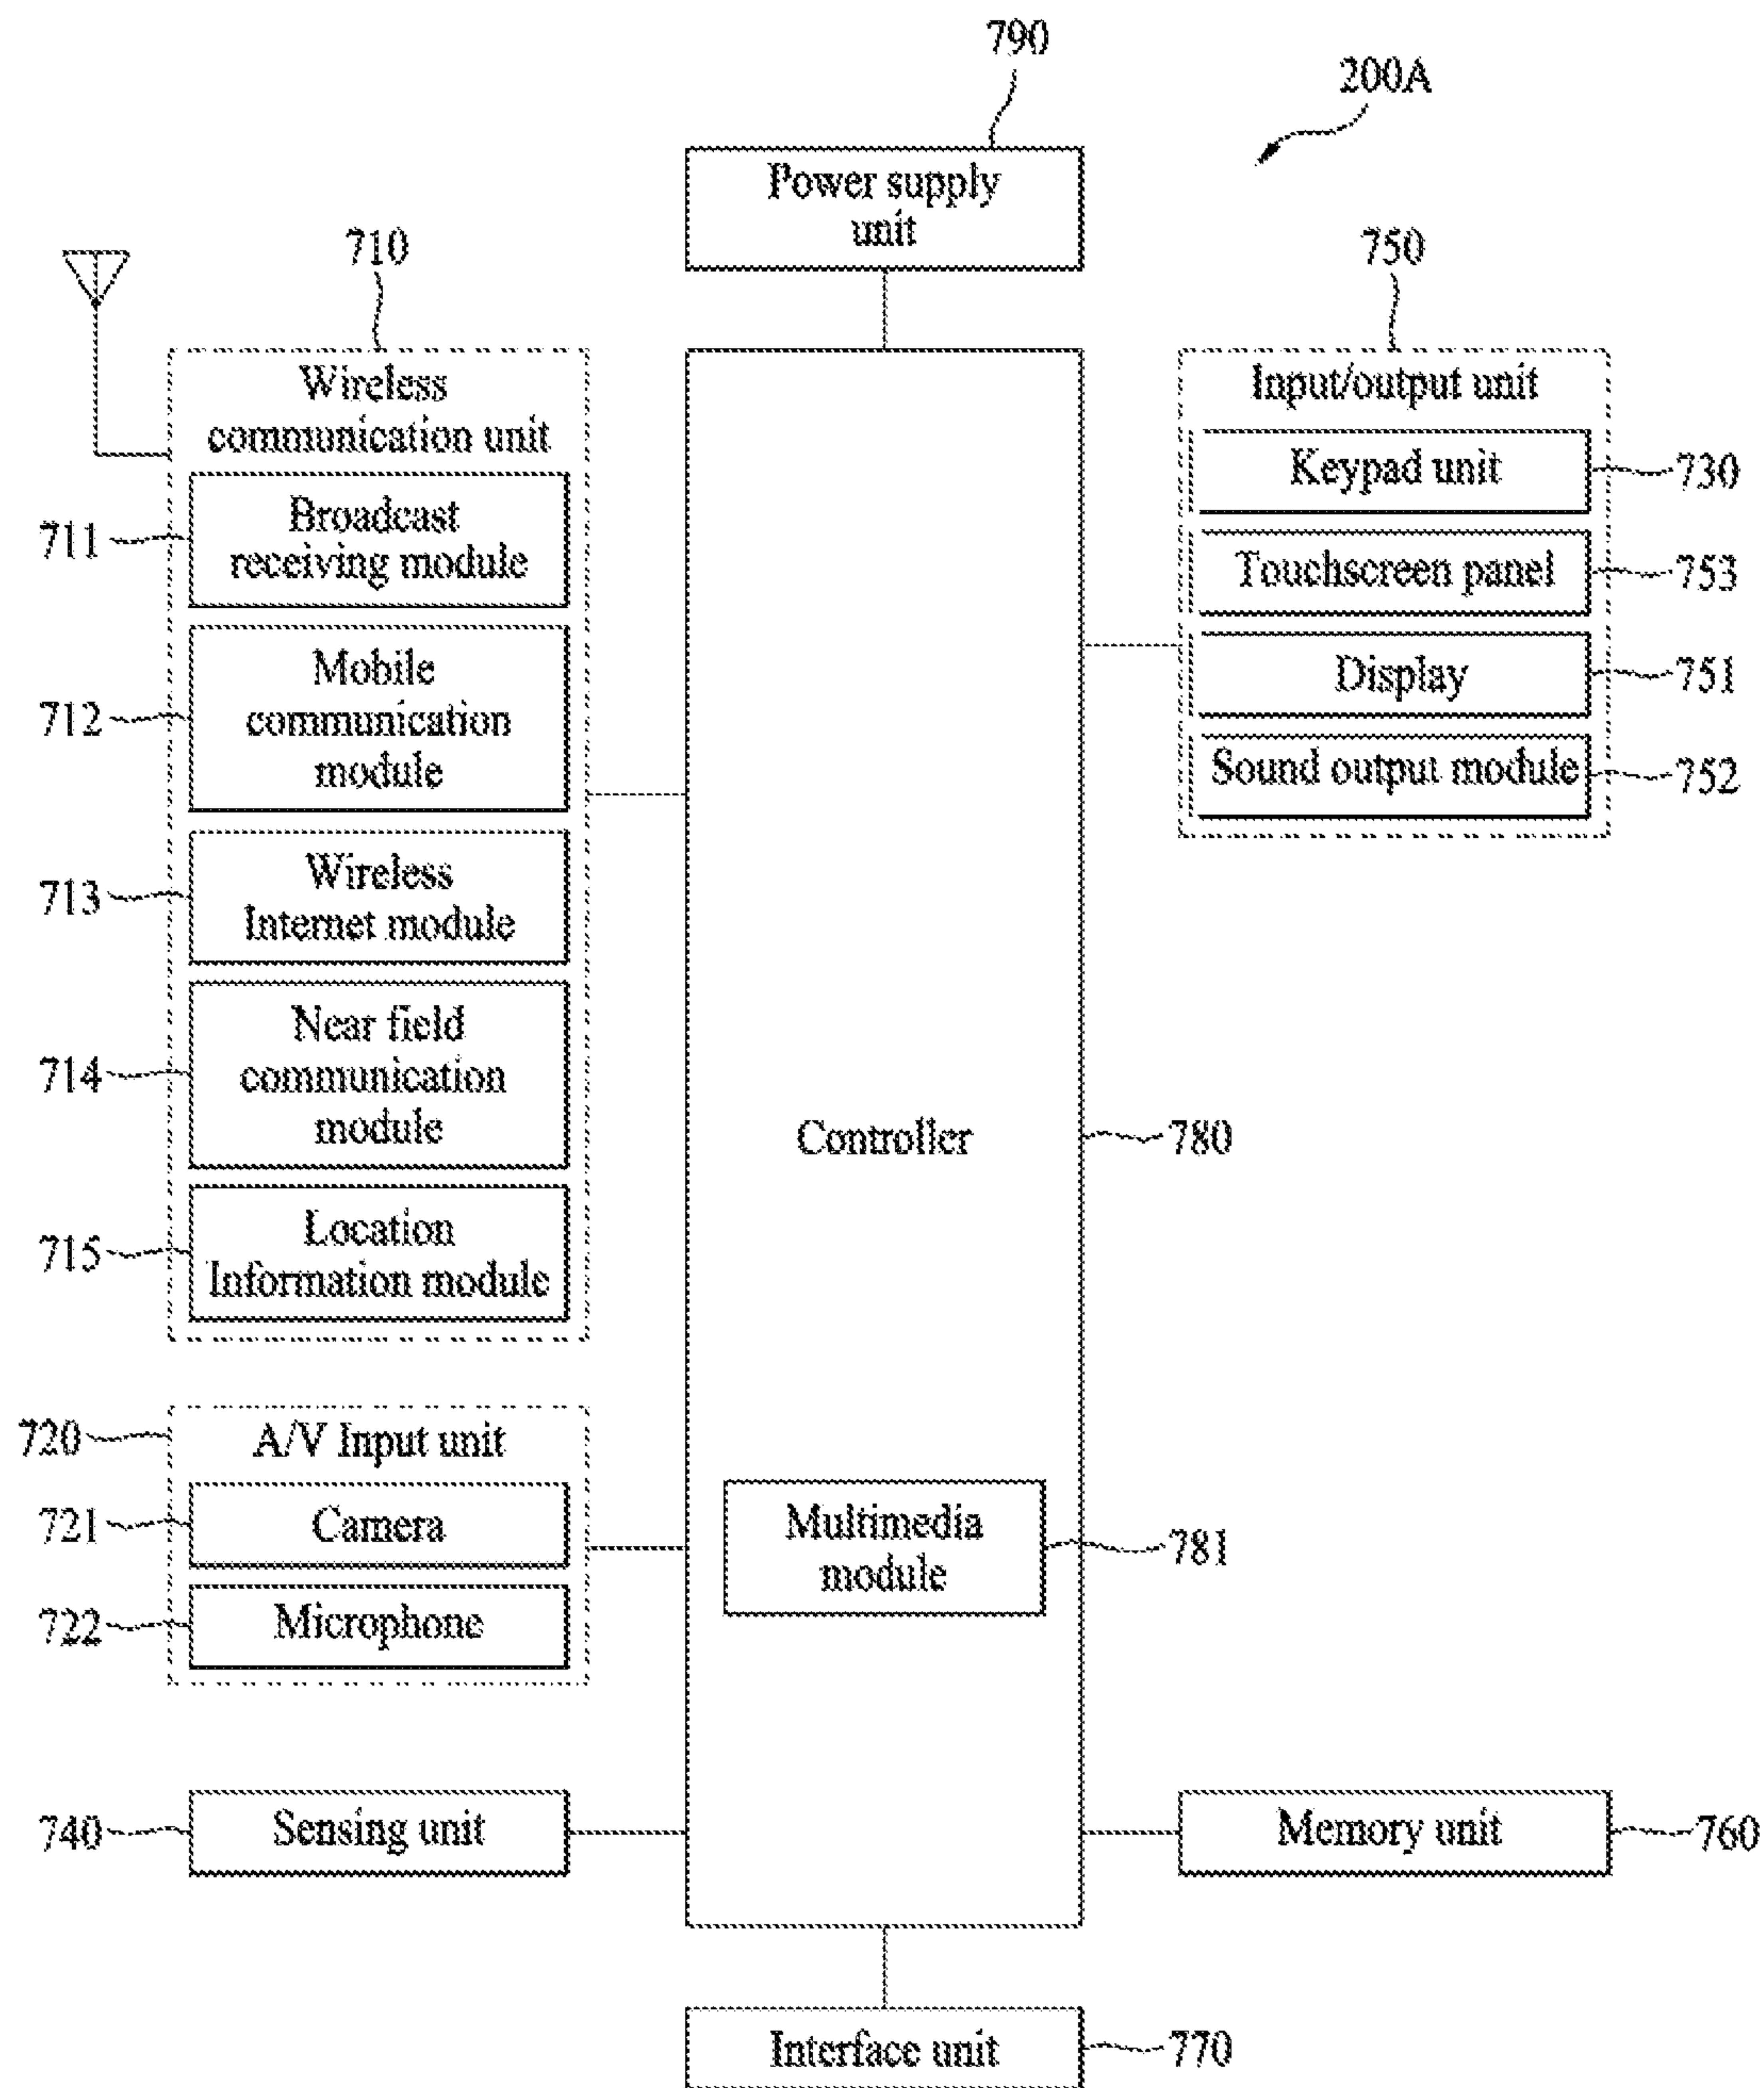 790
200A
Power supply
unit
710
750
Wireless
communication unit
Input/output unit
Keypad unit
730
711
Broadcast
receiving module
Touchscreen panel
753
712
Mobile
communication
module
Display
751
Sound output module
752
713
Wireless
Internet module
714
Near field
communication
module
Controller
780
715
Location
Information module
720
A/V Input unit
721
Camera
Multimedia
module
781
722
Microphone
740
Sensing unit
Memory unit
760
Interface unit
770